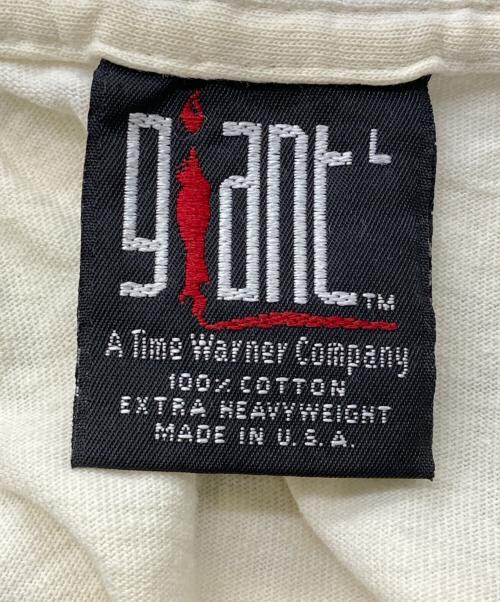 giant L
TM
A Time Warner Company
100% COTTON
EXTRA HEAVYWEIGHT
MADE IN U.S.A.